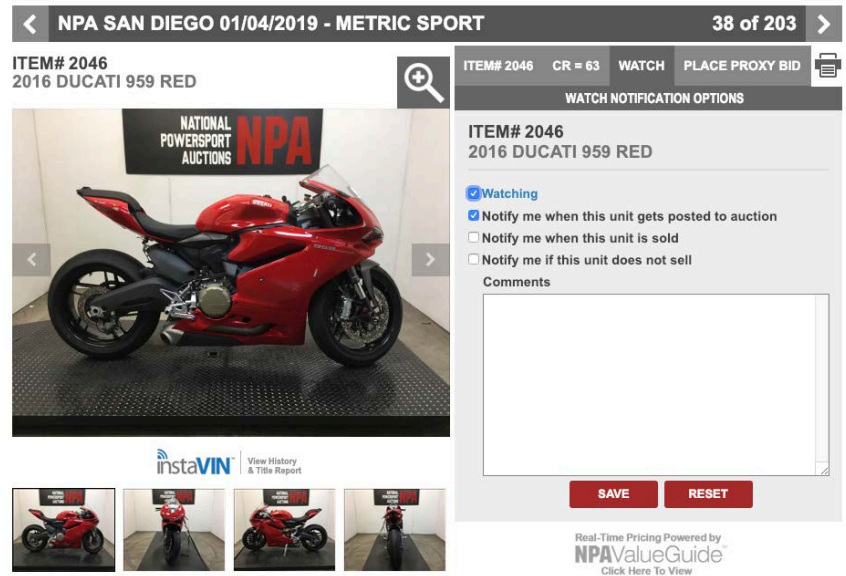 NPA SAN DIEGO 01/04/2019 - METRIC SPORT 38 of 203
ITEM# 2046
2016 DUCATI 959 RED
ITEM# 2046 CR = 63 WATCH PLACE PROXY BID
WATCH NOTIFICATION OPTIONS
NATIONAL
POWERSPORT
AUCTIONS
NPA
ITEM# 2046
2016 DUCATI 959 RED
Watching
Notify me when this unit gets posted to auction
Notify me when this unit is sold
Notify me if this unit does not sell
Comments
instaVIN
View History
& Title Report
SAVE RESET
Real-Time Pricing Powered by
NPAValueGuide
Click Here To View